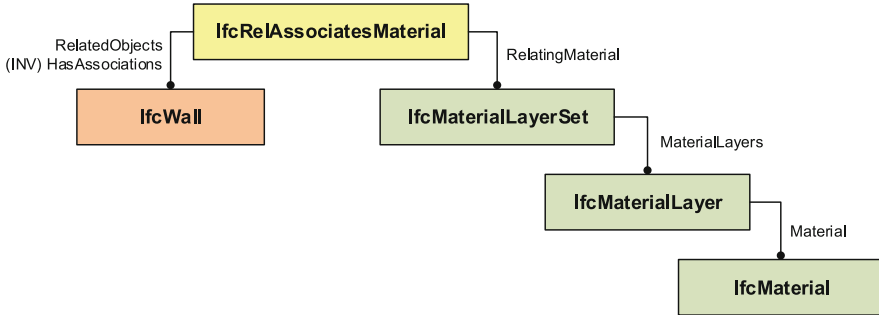 IfcRelAssociatesMaterial
RelatedObjects
(INV) HasAssociations
RelatingMaterial
IfcWall
IfcMaterialLayerSet
MaterialLayers
IfcMaterialLayer
Material
IfcMaterial